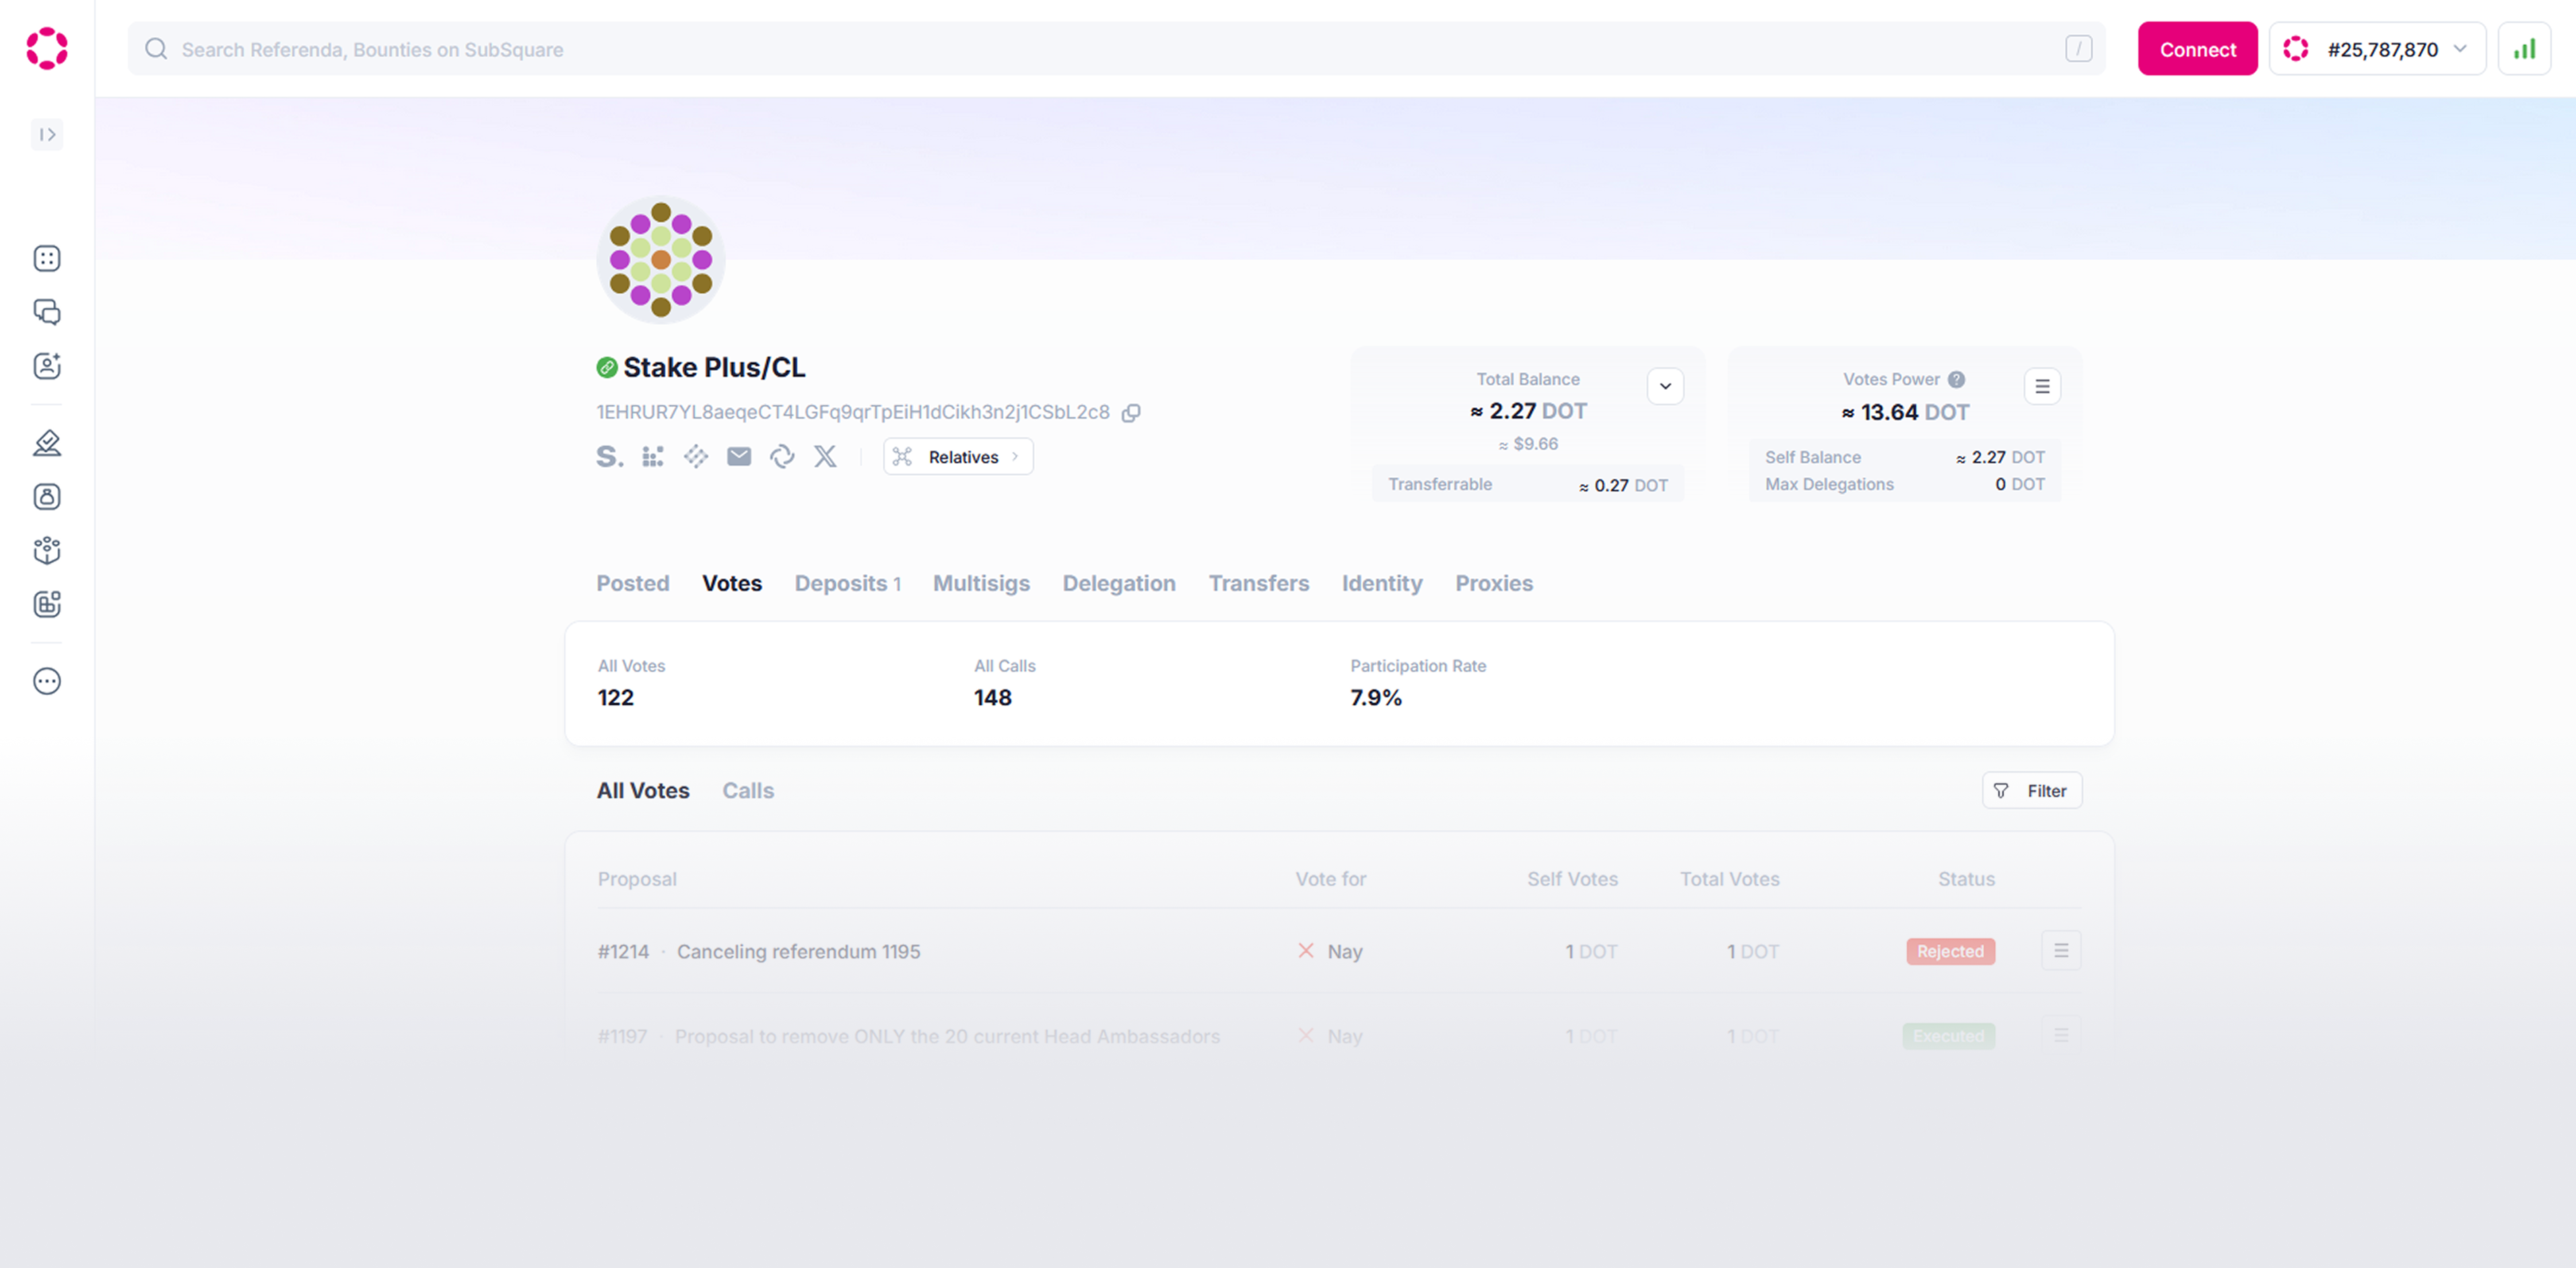 Search Referenda, Bounties on SubSquare
/
Connect
#25,787,870
Stake Plus/CL
1EHRUR7YL8aeqeCT4LGFq9qrTpEiH1dCikh3n2j1CSbL2c8
S.
Relatives
Total Balance
≈ 2.27 DOT
≈ $9.66
Transferrable ≈ 0.27 DOT
Votes Power ?
≈ 13.64 DOT
Self Balance ≈ 2.27 DOT
Max Delegations 0 DOT
Posted Votes Deposits 1 Multisigs Delegation Transfers Identity Proxies
All Votes All Calls Participation Rate
122 148 7.9%
All Votes Calls Filter
Proposal Vote for Self Votes Total Votes Status
#1214 · Canceling referendum 1195 Nay 1 DOT 1 DOT Rejected
#1197 · Proposal to remove ONLY the 20 current Head Ambassadors Nay 1 DOT 1 DOT Executed